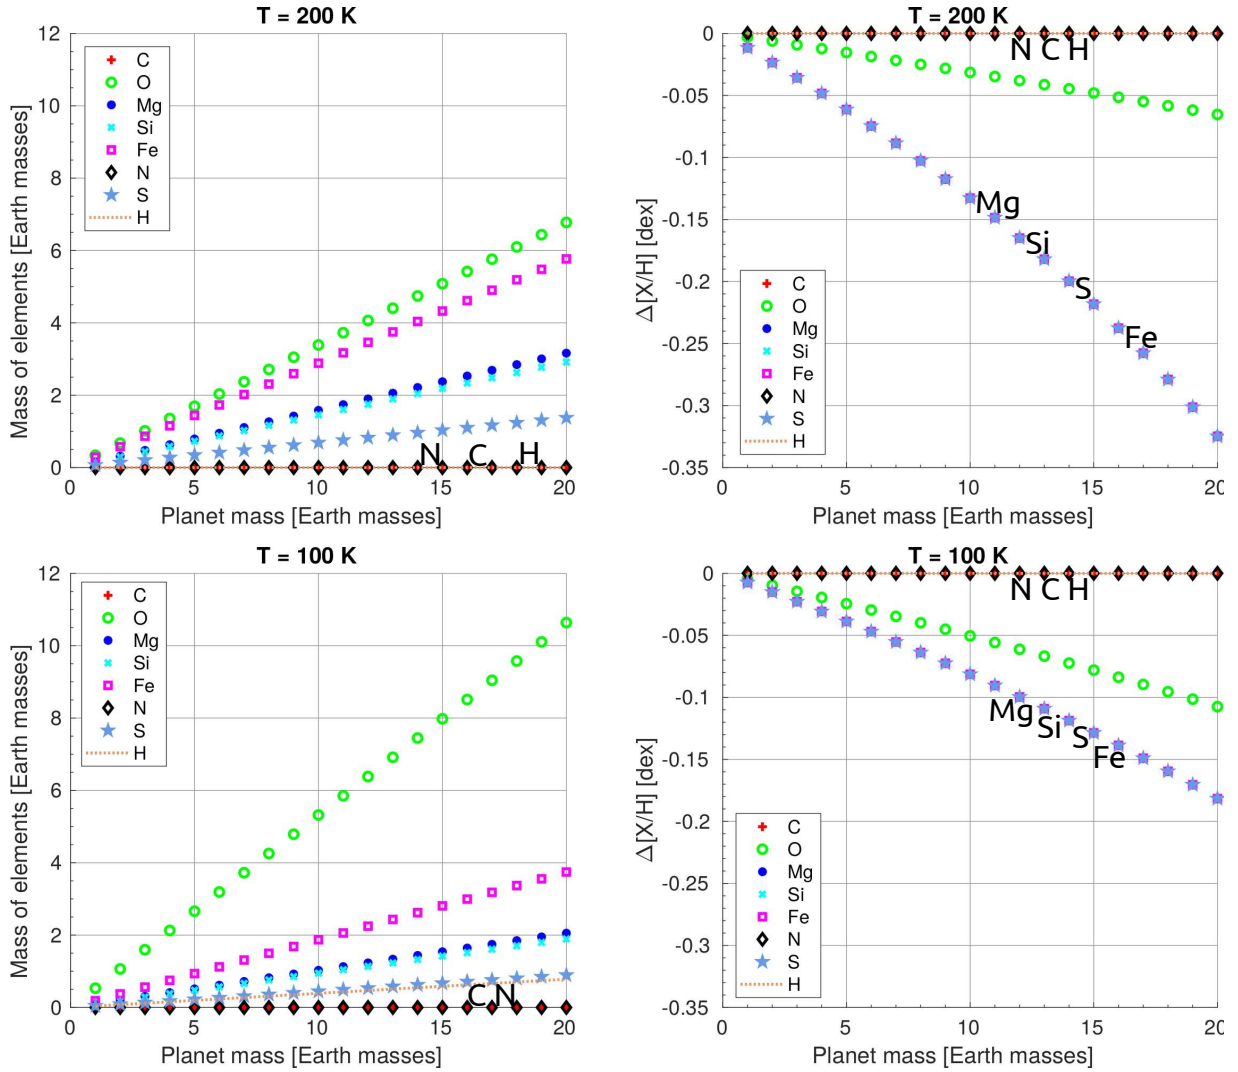 T = 200 K
12
10
8
6
4
2
0
Mass of elements [Earth masses]
C
O
Mg
Si
Fe
N
S
H
N C H
0 5 10 15 20
Planet mass [Earth masses]
T = 200 K
0
-0.05
-0.1
-0.15
-0.2
-0.25
-0.3
-0.35
Δ[X/H] [dex]
N C H
Mg
Si
S
Fe
C
O
Mg
Si
Fe
N
S
H
0 5 10 15 20
Planet mass [Earth masses]
T = 100 K
12
10
8
6
4
2
0
Mass of elements [Earth masses]
C
O
Mg
Si
Fe
N
S
H
C N
0 5 10 15 20
Planet mass [Earth masses]
T = 100 K
0
-0.05
-0.1
-0.15
-0.2
-0.25
-0.3
-0.35
Δ[X/H] [dex]
N C H
Mg
Si
S
Fe
C
O
Mg
Si
Fe
N
S
H
0 5 10 15 20
Planet mass [Earth masses]